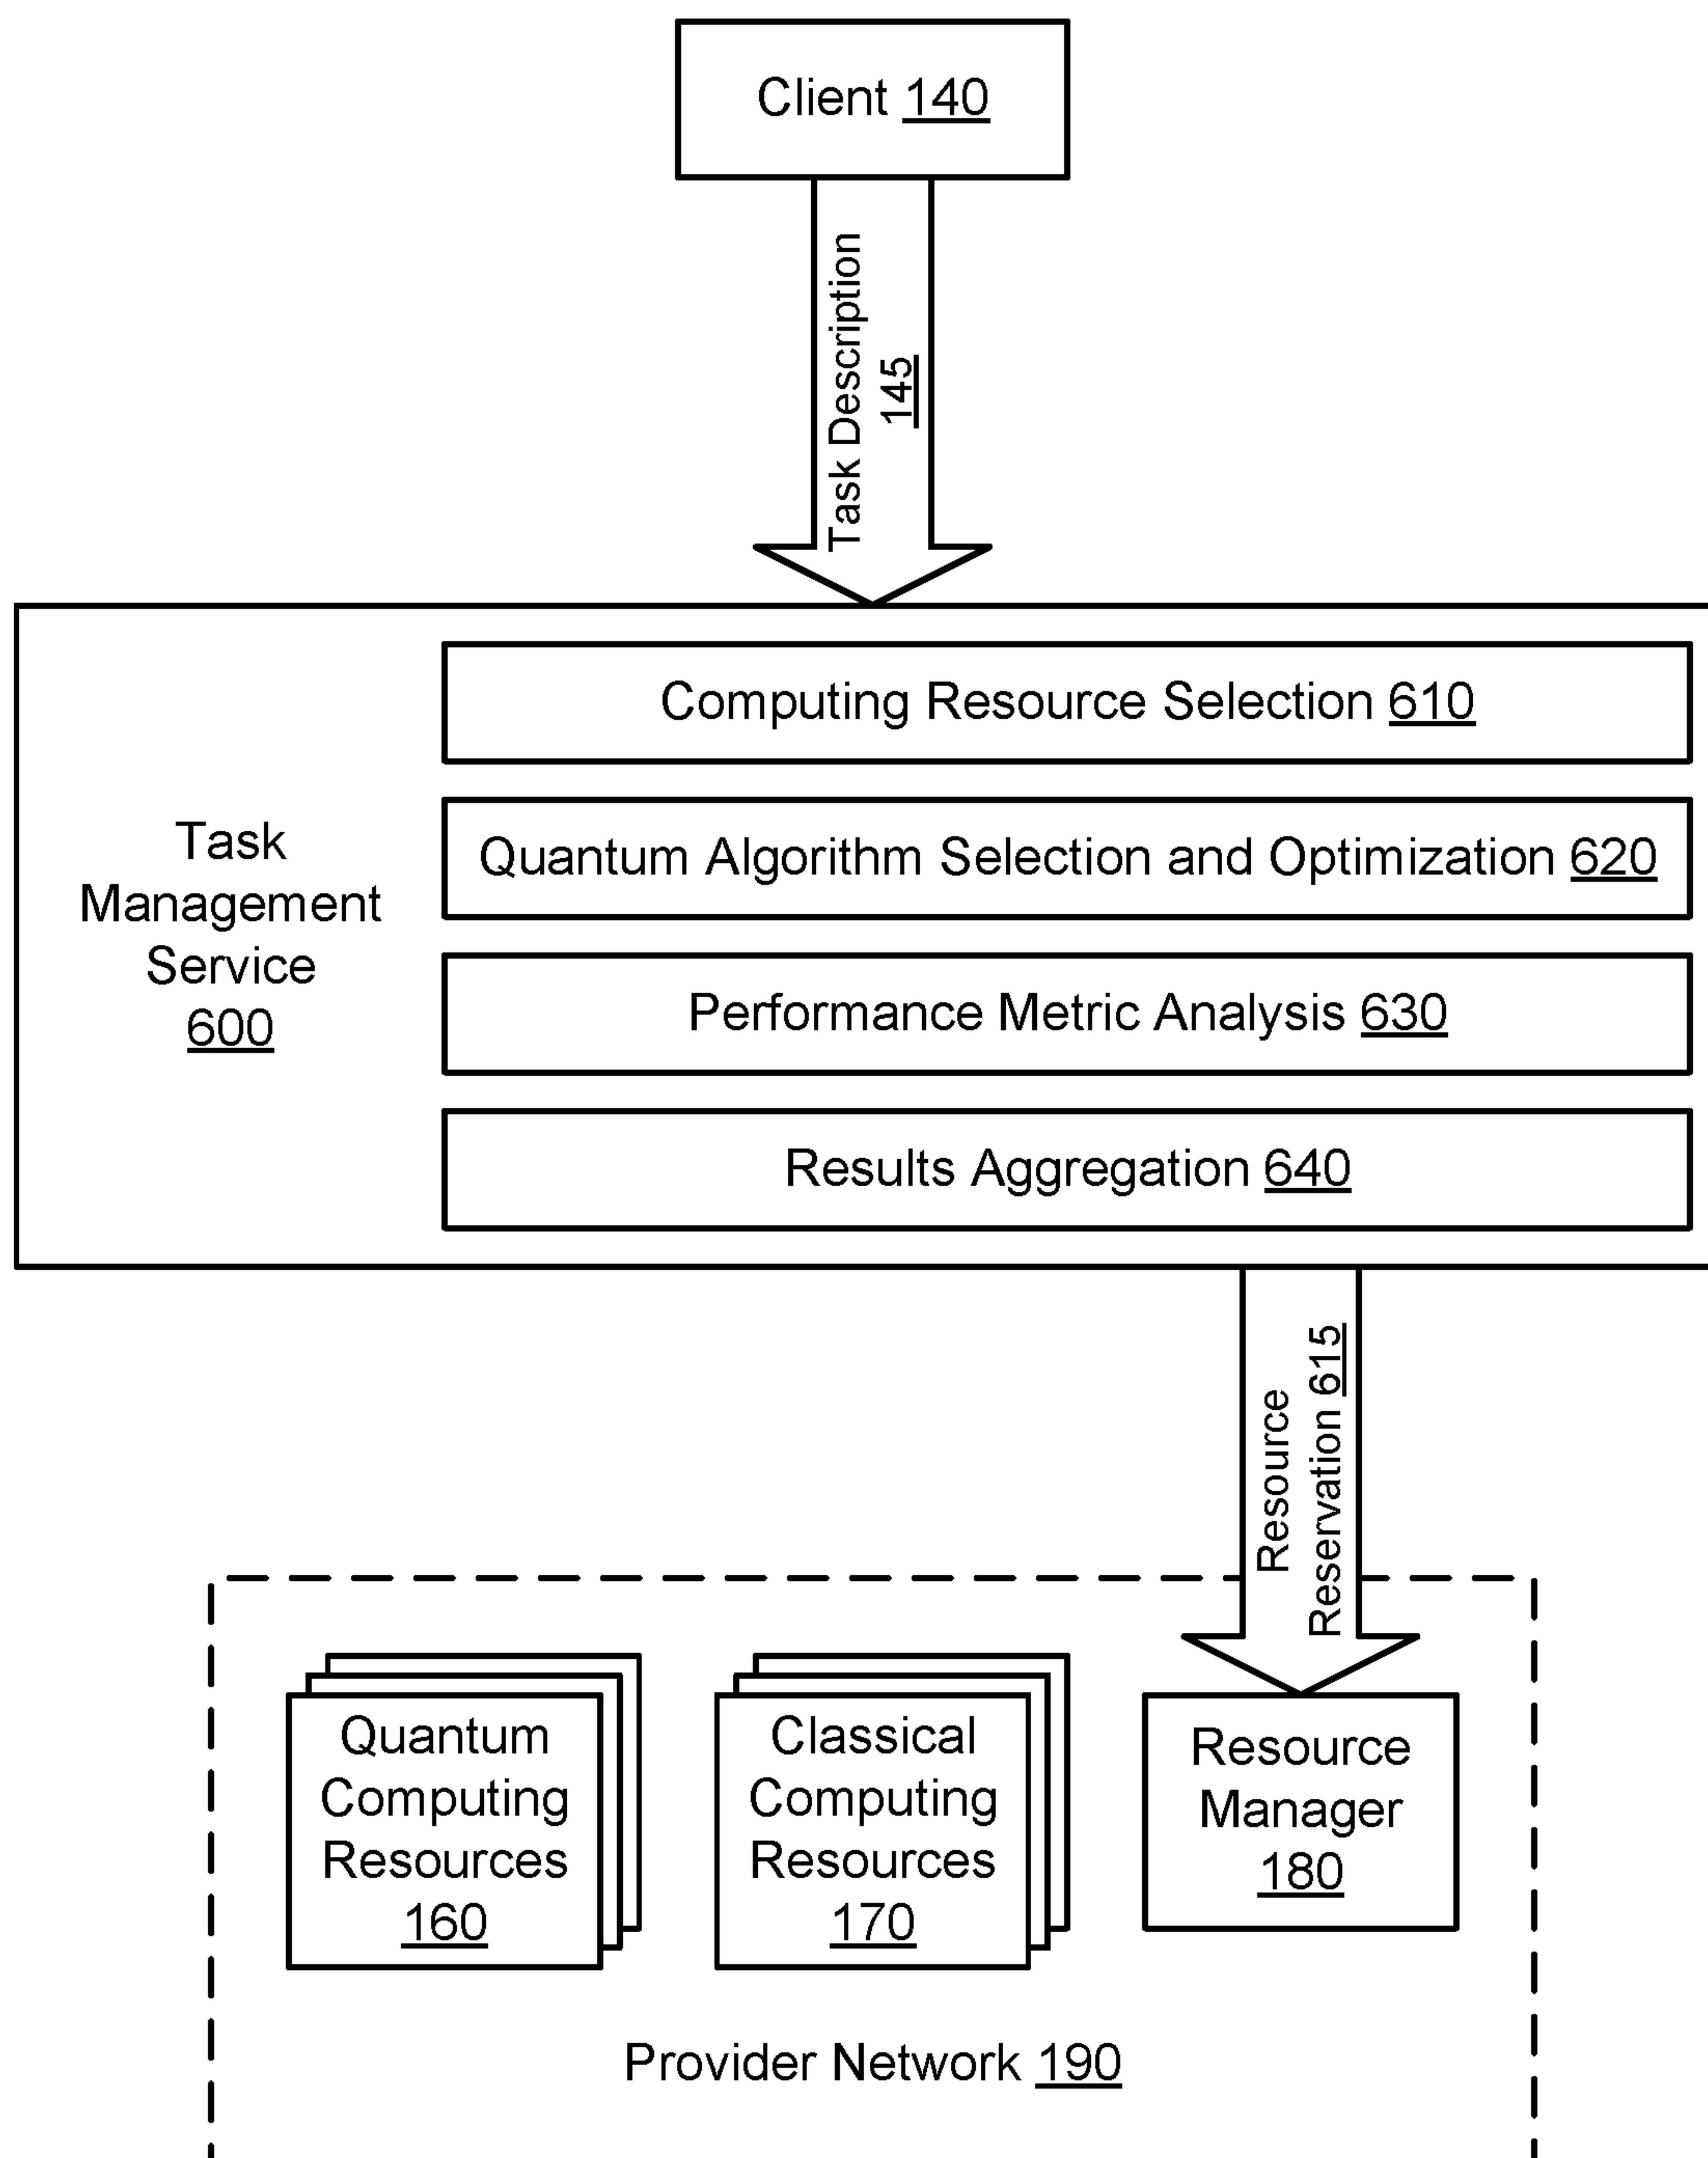 Client 140
Task Description
145
Computing Resource Selection 610
Quantum Algorithm Selection and Optimization 620
Performance Metric Analysis 630
Results Aggregation 640
Task
Management
Service
600
Resource
Reservation 615
Quantum
Computing
Resources
160
Classical
Computing
Resources
170
Resource
Manager
180
Provider Network 190